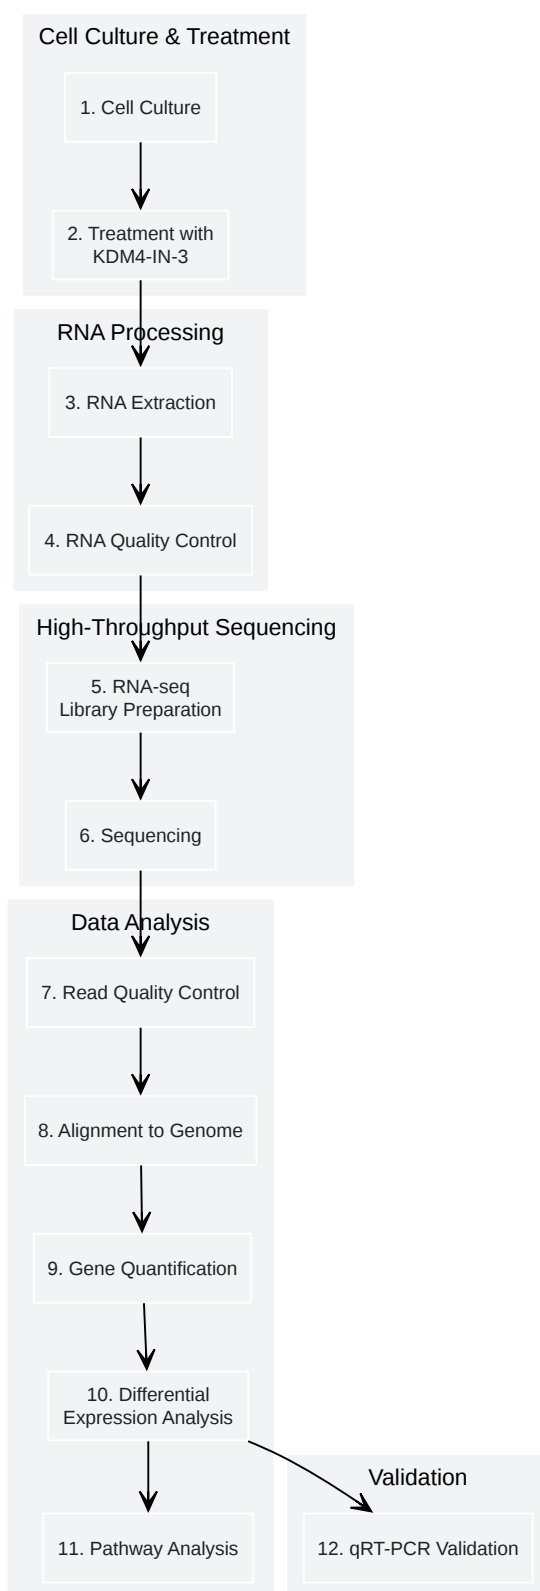 Cell Culture & Treatment
1. Cell Culture
2. Treatment with
KDM4-IN-3
RNA Processing
3. RNA Extraction
4. RNA Quality Control
High-Throughput Sequencing
5. RNA-seq
Library Preparation
6. Sequencing
Data Analysis
7. Read Quality Control
8. Alignment to Genome
9. Gene Quantification
10. Differential
Expression Analysis
11. Pathway Analysis
Validation
12. qRT-PCR Validation